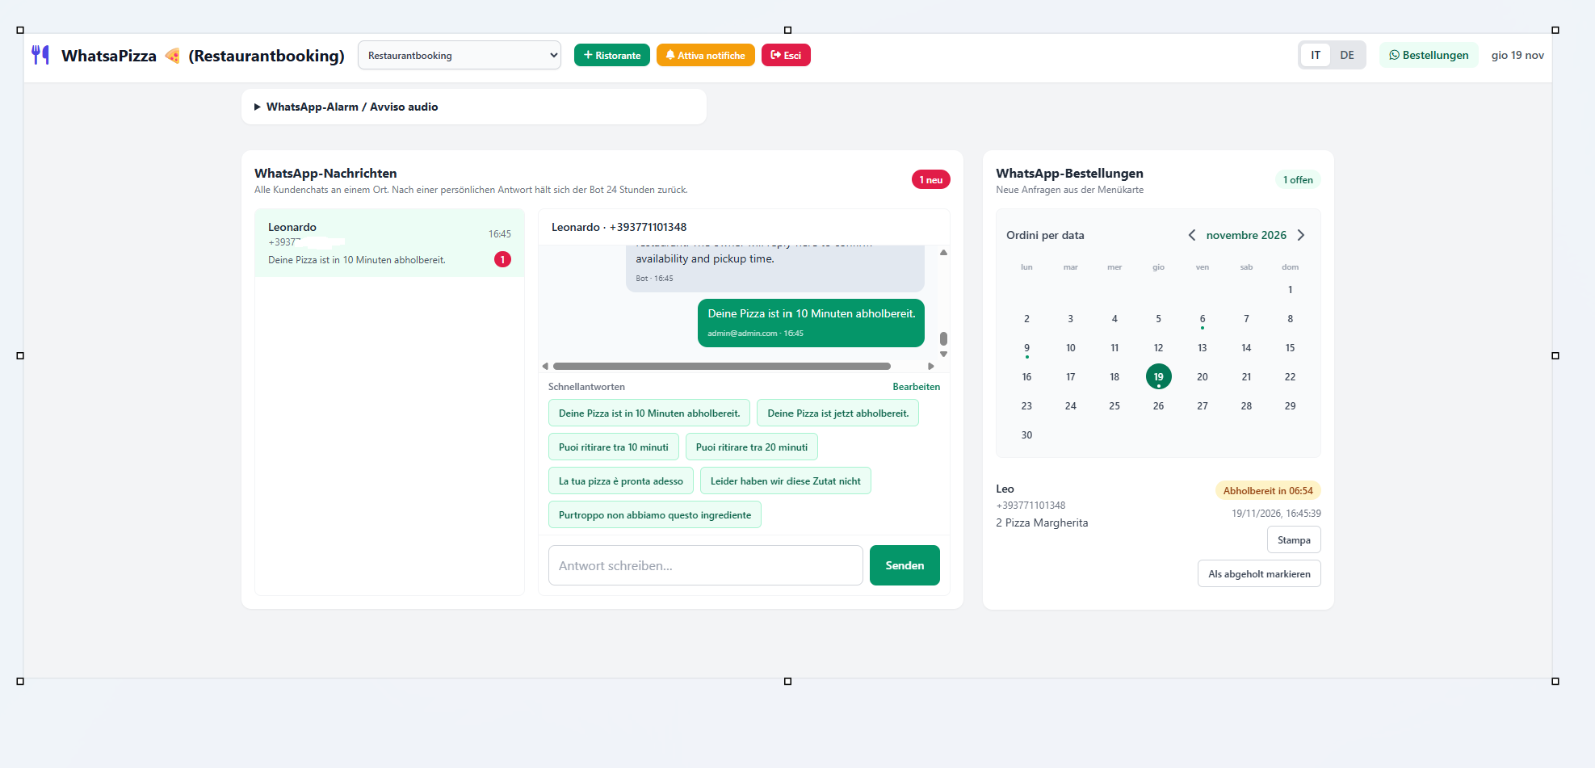 WhatsaPizza 🍕 (Restaurantbooking)
Restaurantbooking
+ Ristorante
Attiva notifiche
Esci
IT DE
Bestellungen
gio 19 nov
WhatsApp-Alarm / Avviso audio
WhatsApp-Nachrichten
Alle Kundenchats an einem Ort. Nach einer persönlichen Antwort hält sich der Bot 24 Stunden zurück.
1 neu
Leonardo
+3937
16:45
Deine Pizza ist in 10 Minuten abholbereit.
1
Leonardo · +393771101348
availability and pickup time.
Bot · 16:45
Deine Pizza ist in 10 Minuten abholbereit.
admin@admin.com · 16:45
Schnellantworten
Bearbeiten
Deine Pizza ist in 10 Minuten abholbereit.
Deine Pizza ist jetzt abholbereit.
Puoi ritirare tra 10 minuti
Puoi ritirare tra 20 minuti
La tua pizza è pronta adesso
Leider haben wir diese Zutat nicht
Purtroppo non abbiamo questo ingrediente
Antwort schreiben...
Senden
WhatsApp-Bestellungen
Neue Anfragen aus der Menükarte
1 offen
Ordini per data
novembre 2026
lun mar mer gio ven sab dom
1
2 3 4 5 6 7 8
9 10 11 12 13 14 15
16 17 18 19 20 21 22
23 24 25 26 27 28 29
30
Leo
+393771101348
2 Pizza Margherita
Abholbereit in 06:54
19/11/2026, 16:45:39
Stampa
Als abgeholt markieren